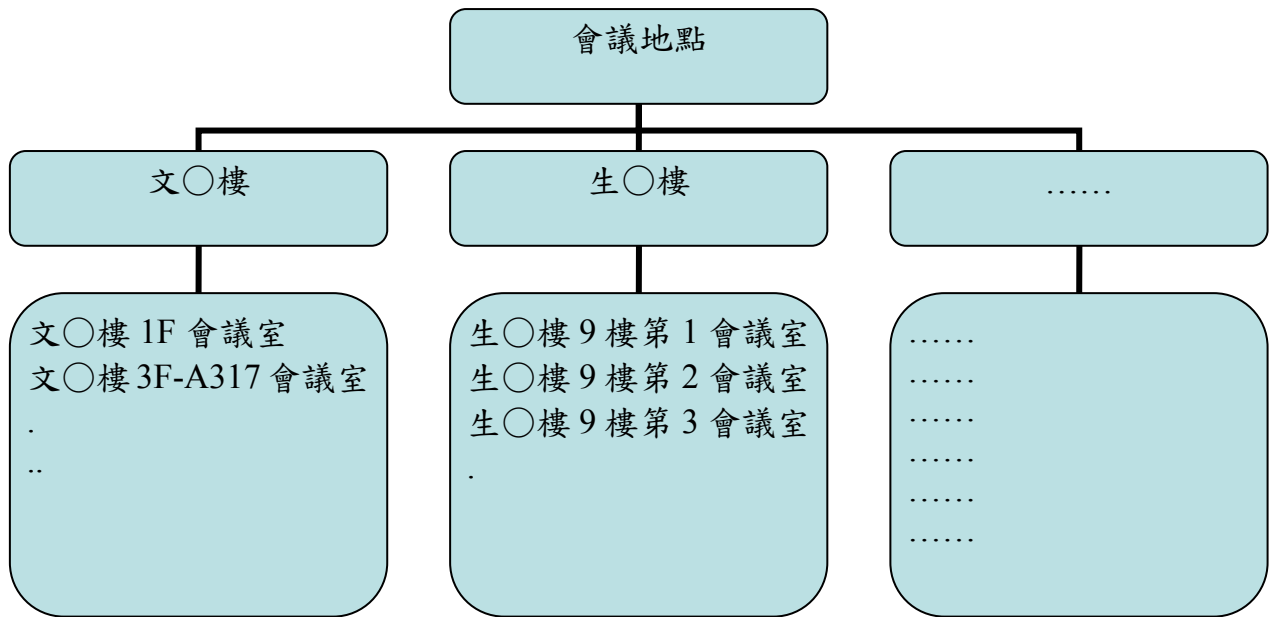 會議地點
文○樓
生○樓
……
文○樓 1F 會議室
文○樓 3F-A317 會議室
.
..
生○樓 9 樓第 1 會議室
生○樓 9 樓第 2 會議室
生○樓 9 樓第 3 會議室
.
……
……
……
……
……
……